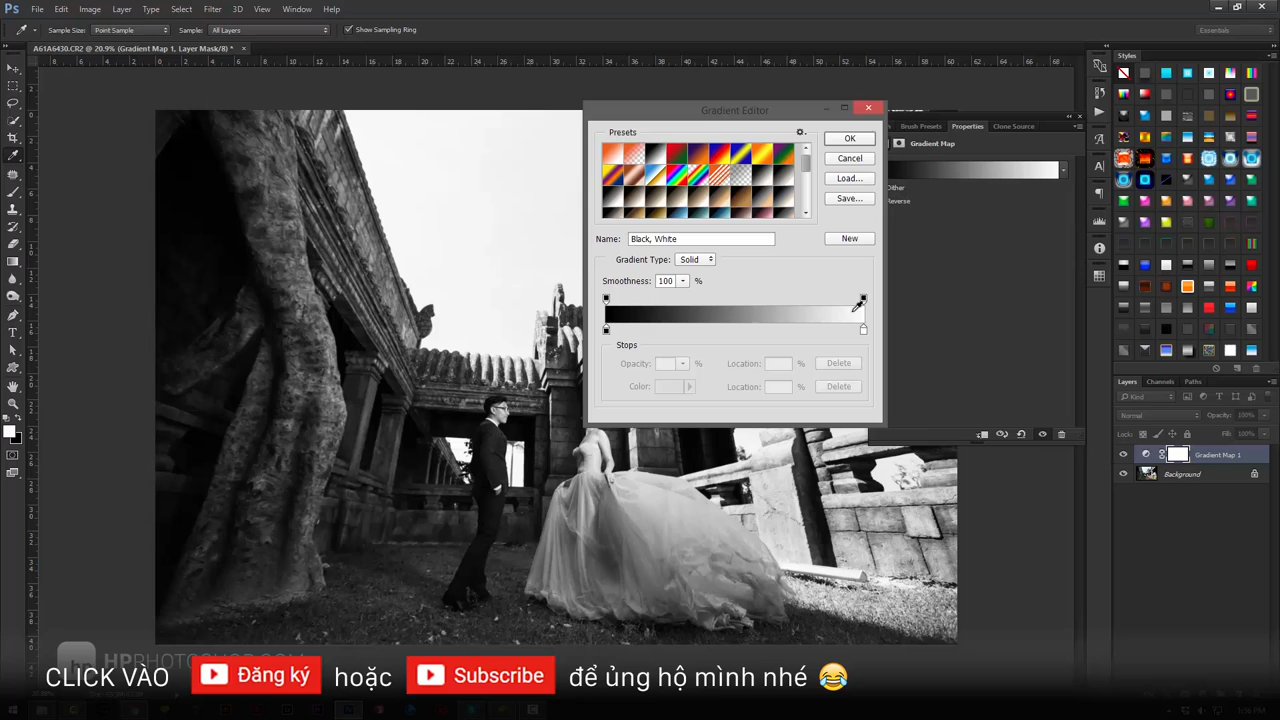 Ps File Edit Image Layer Type Select Filter 3D View Window Help
Sample Size: Point Sample Sample: All Layers Show Sampling Ring Essentials
A61A6430.CR2 @ 20.9% (Gradient Map 1, Layer Mask/8) *
Gradient Editor
Presets
OK
Cancel
Load...
Save...
Name: Black, White
New
Gradient Type: Solid
Smoothness: 100 %
Stops
Opacity: % Location: % Delete
Color: Location: % Delete
Brush Presets Properties Clone Source
Gradient Map
Dither
Reverse
Styles
Layers Channels Paths
Kind
Normal Opacity: 100%
Lock: Fill: 100%
Gradient Map 1
Background
HPPHOTOSHOP.COM
CLICK VÀO Đăng ký hoặc Subscribe để ủng hộ mình nhé 😂